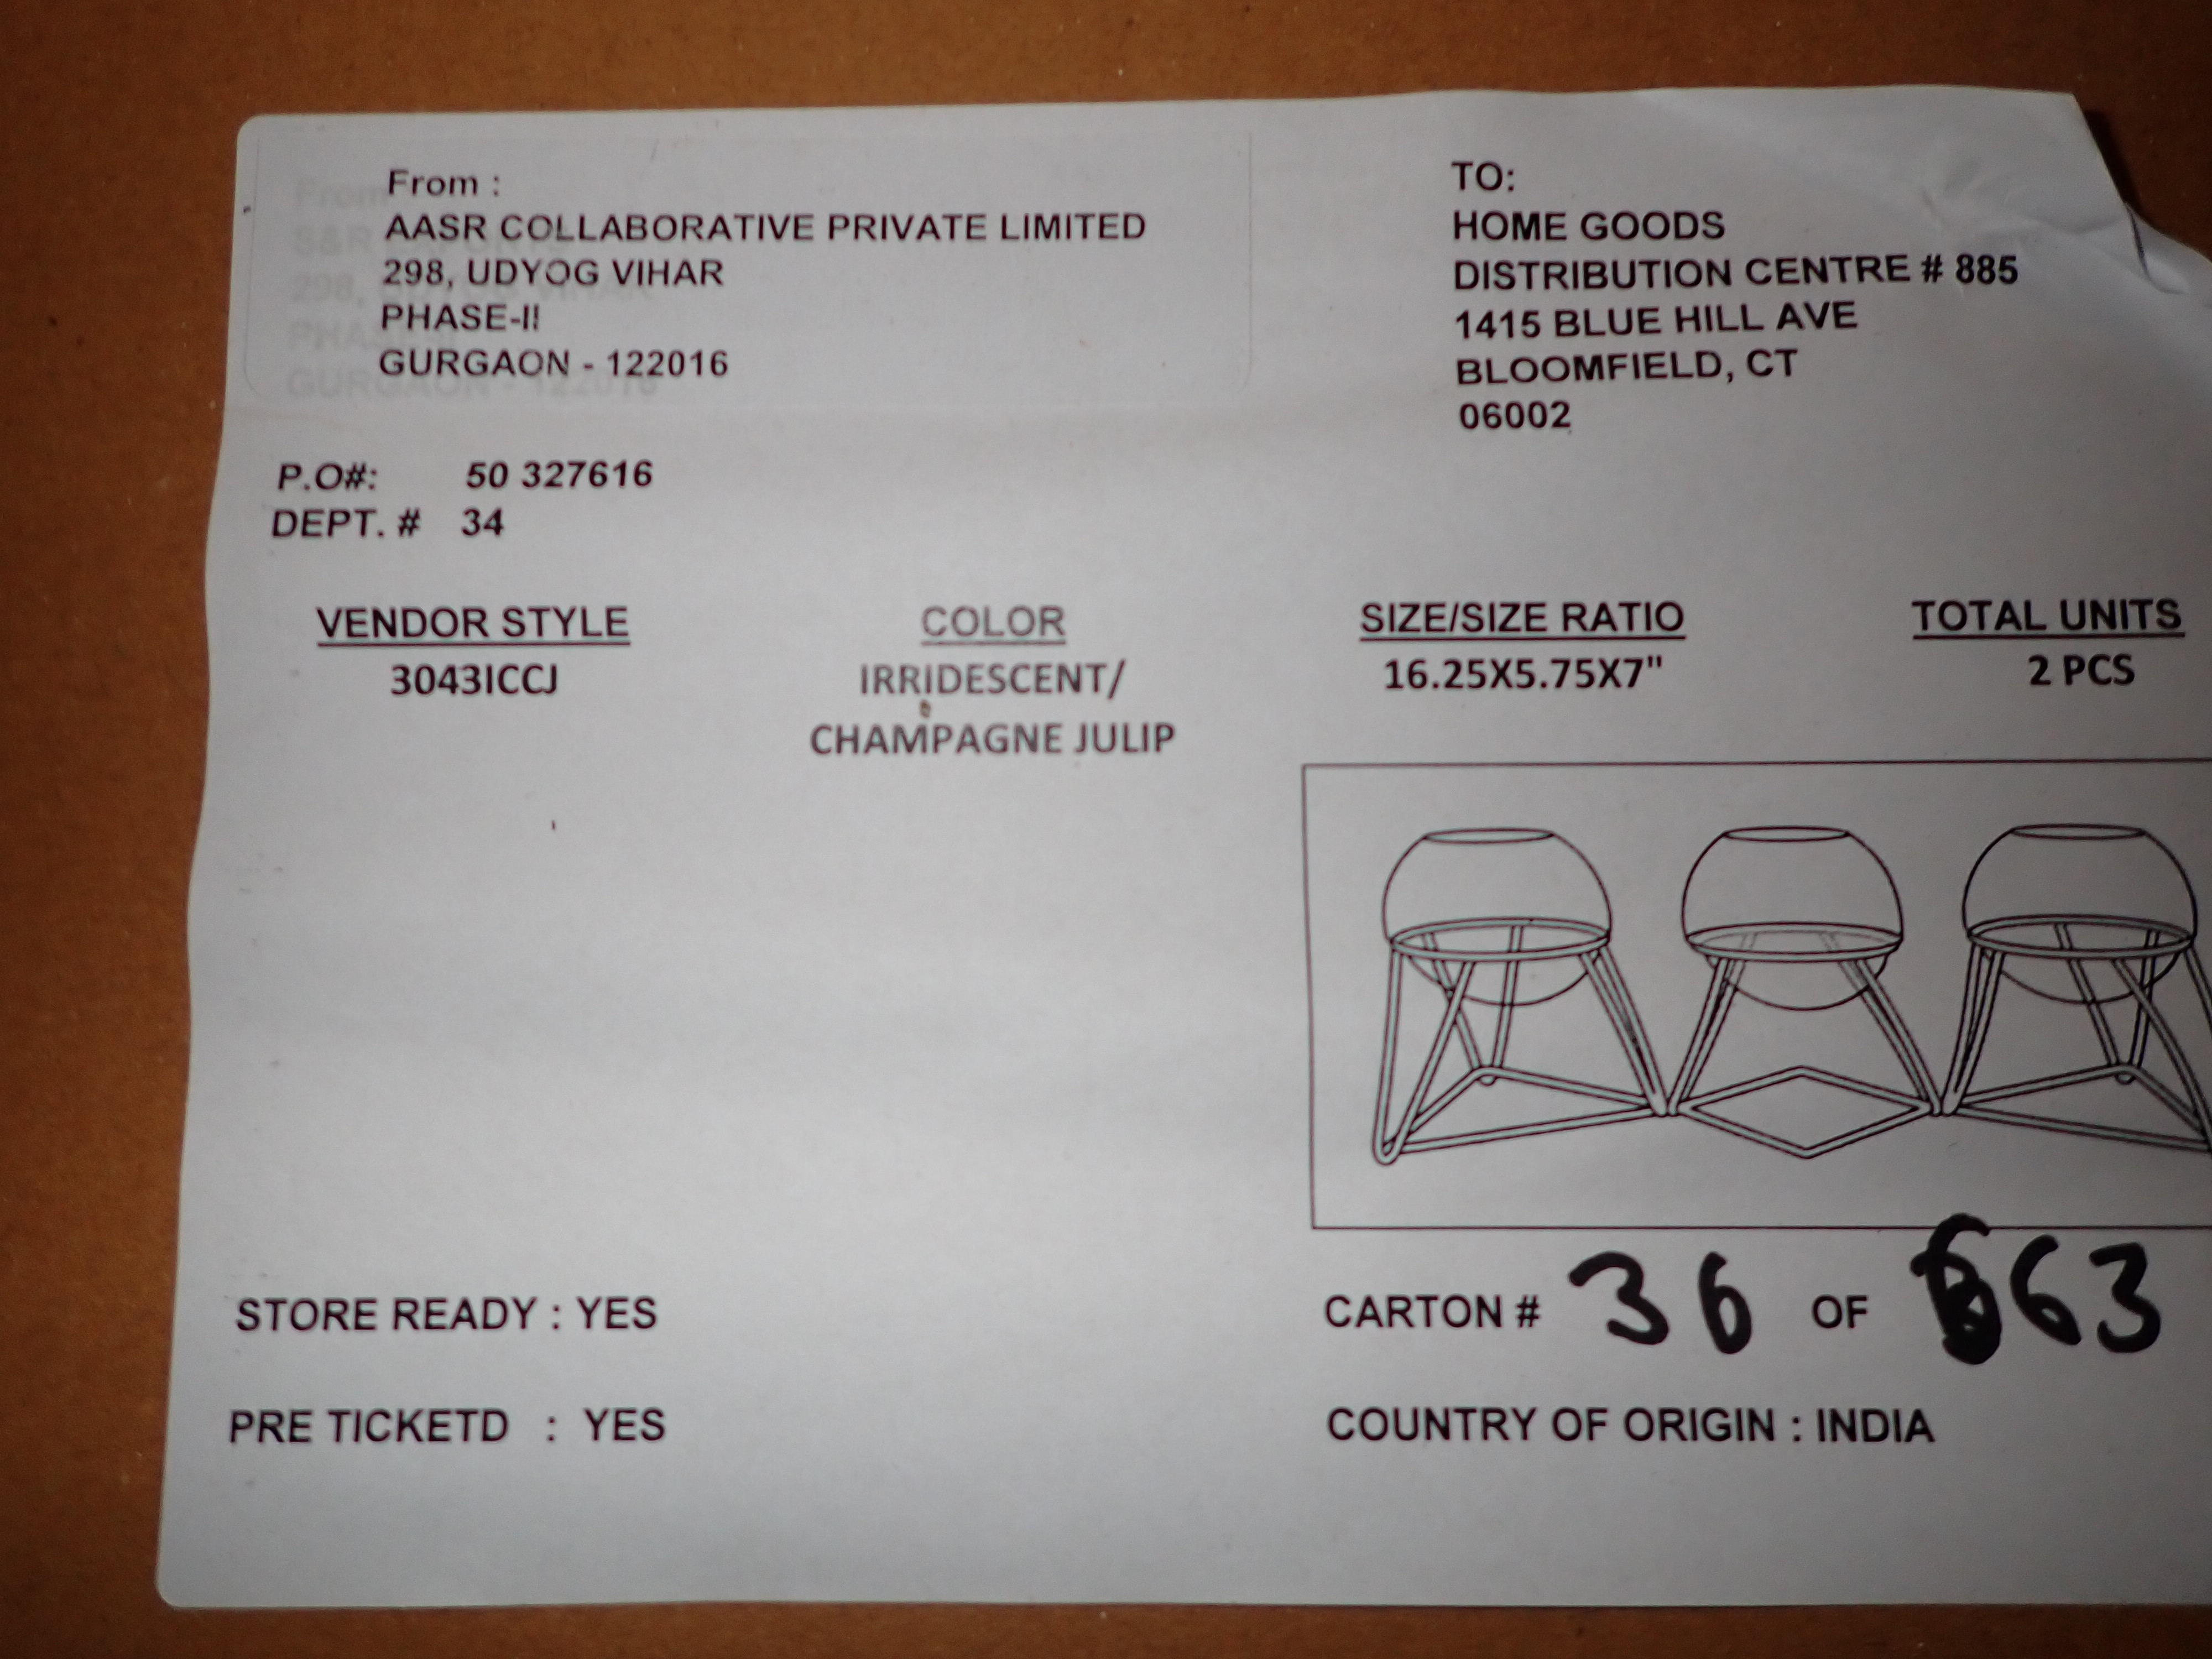 From :
AASR COLLABORATIVE PRIVATE LIMITED
298, UDYOG VIHAR
PHASE-II
GURGAON - 122016
TO:
HOME GOODS
DISTRIBUTION CENTRE # 885
1415 BLUE HILL AVE
BLOOMFIELD, CT
06002
P.O#: 50 327616
DEPT. # 34
VENDOR STYLE
3043ICCJ
COLOR
IRRIDESCENT/
CHAMPAGNE JULIP
SIZE/SIZE RATIO
16.25X5.75X7"
TOTAL UNITS
2 PCS
STORE READY : YES
CARTON # 36 OF 663
PRE TICKETD : YES
COUNTRY OF ORIGIN : INDIA